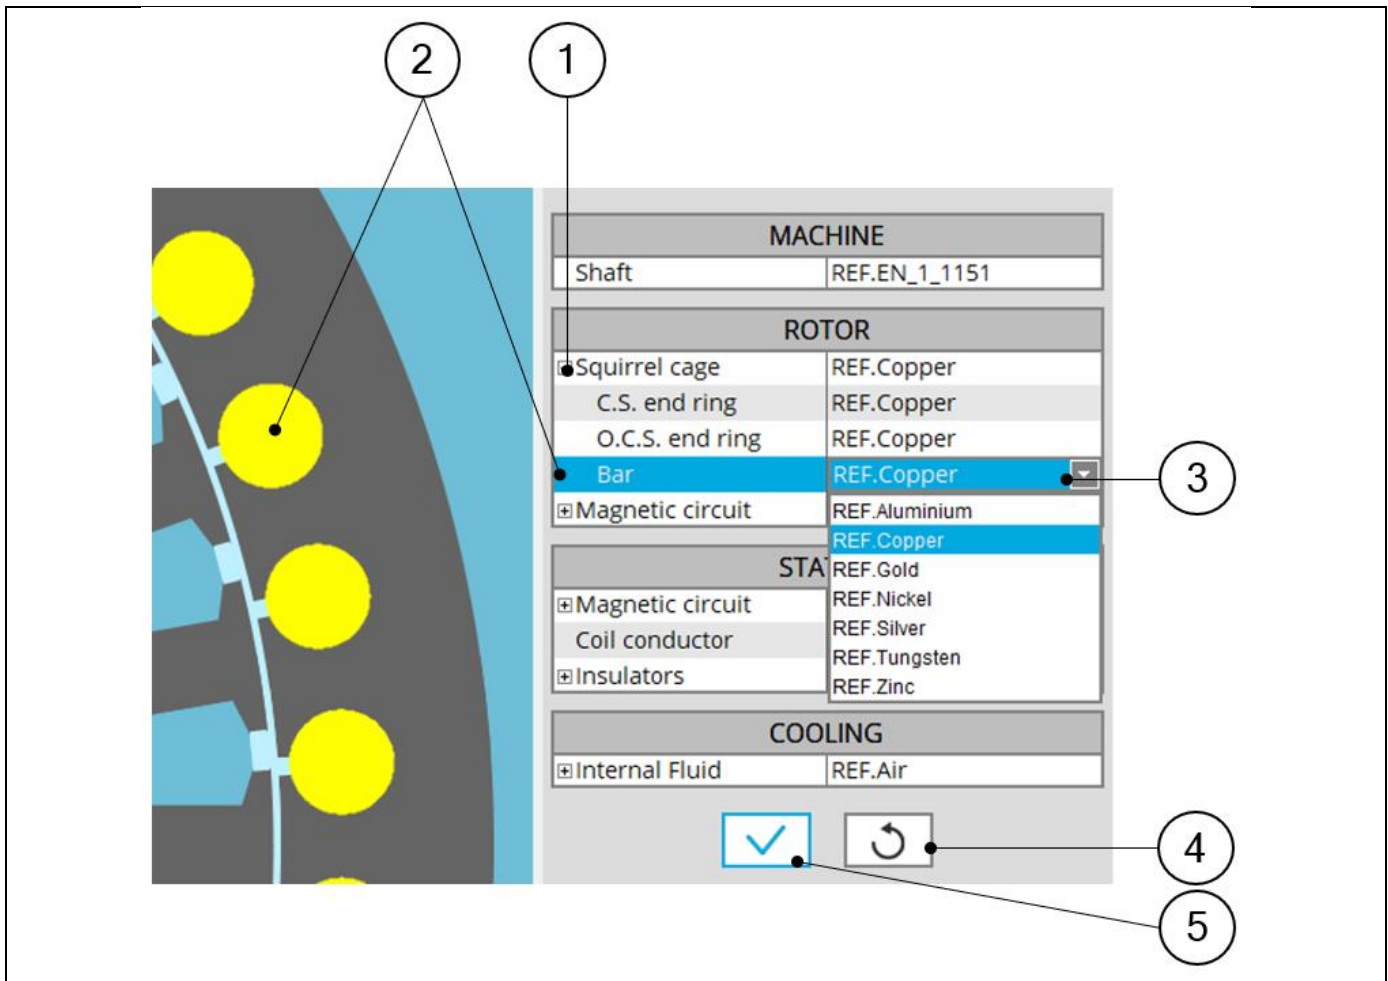 2 1
MACHINE
Shaft REF.EN_1_1151
ROTOR
Squirrel cage REF.Copper
C.S. end ring REF.Copper
O.C.S. end ring REF.Copper
Bar REF.Copper
3
Magnetic circuit REF.Aluminium
REF.Copper
STA REF.Gold
Magnetic circuit REF.Nickel
Coil conductor REF.Silver
REF.Tungsten
Insulators REF.Zinc
COOLING
Internal Fluid REF.Air
4
5